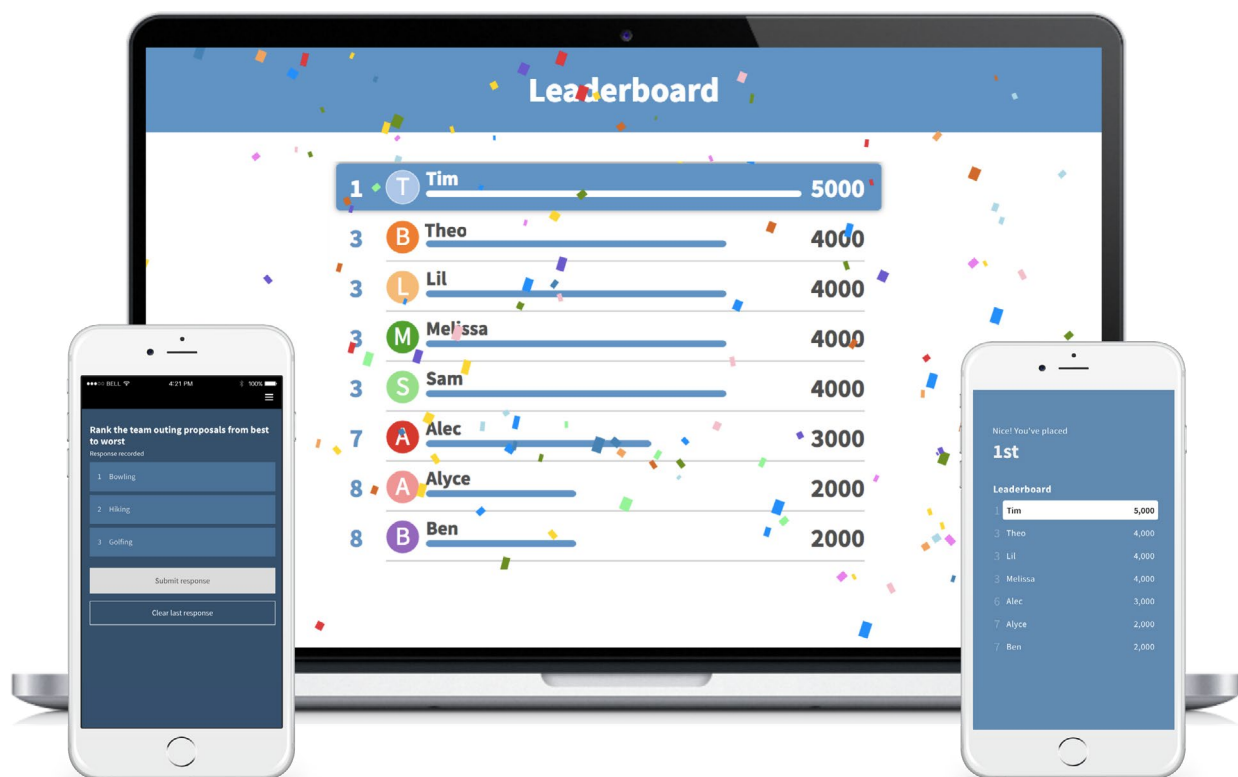 Leaderboard
1 T Tim 5000
3 B Theo 4000
3 L Lil 4000
3 M Melissa 4000
3 S Sam 4000
7 A Alec 3000
8 A Alyce 2000
8 B Ben 2000
BELL 4:21 PM 100%
Rank the team outing proposals from best
to worst
Response recorded
1 Bowling
2 Hiking
3 Golfing
Submit response
Clear last response
Nice! You've placed
1st
Leaderboard
1 Tim 5,000
3 Theo 4,000
3 Lil 4,000
3 Melissa 4,000
6 Alec 3,000
7 Alyce 2,000
7 Ben 2,000